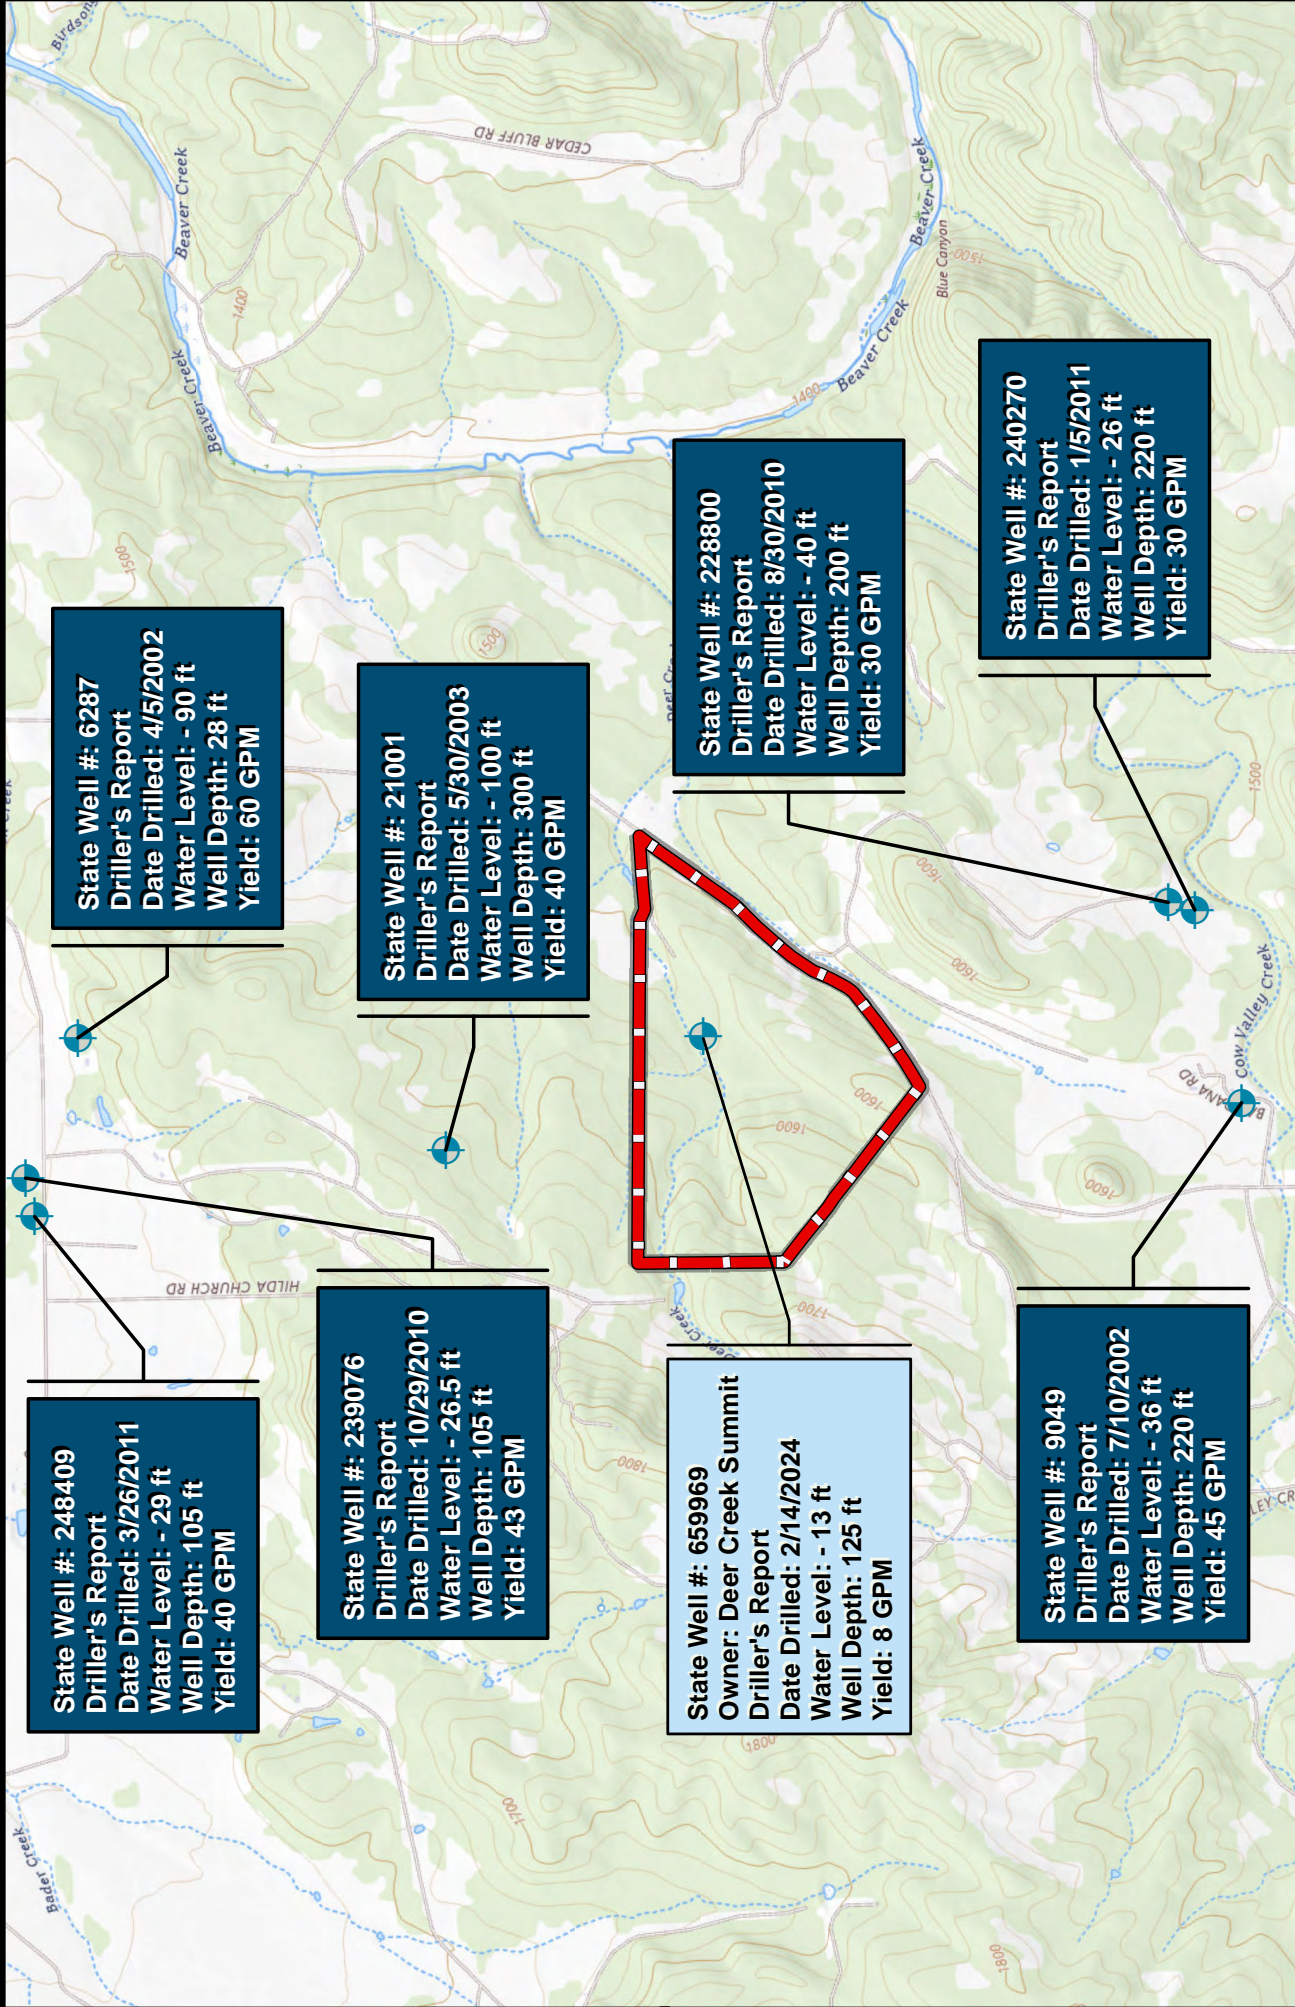 State Well #: 248409
Driller's Report
Date Drilled: 3/26/2011
Water Level: - 29 ft
Well Depth: 105 ft
Yield: 40 GPM
State Well #: 239076
Driller's Report
Date Drilled: 10/29/2010
Water Level: - 26.5 ft
Well Depth: 105 ft
Yield: 43 GPM
State Well #: 6287
Driller's Report
Date Drilled: 4/5/2002
Water Level: - 90 ft
Well Depth: 28 ft
Yield: 60 GPM
State Well #: 21001
Driller's Report
Date Drilled: 5/30/2003
Water Level: - 100 ft
Well Depth: 300 ft
Yield: 40 GPM
State Well #: 659969
Owner: Deer Creek Summit
Driller's Report
Date Drilled: 2/14/2024
Water Level: - 13 ft
Well Depth: 125 ft
Yield: 8 GPM
State Well #: 228800
Driller's Report
Date Drilled: 8/30/2010
Water Level: - 40 ft
Well Depth: 200 ft
Yield: 30 GPM
State Well #: 9049
Driller's Report
Date Drilled: 7/10/2002
Water Level: - 36 ft
Well Depth: 220 ft
Yield: 45 GPM
State Well #: 240270
Driller's Report
Date Drilled: 1/5/2011
Water Level: - 26 ft
Well Depth: 220 ft
Yield: 30 GPM
Bader Creek
HILDA CHURCH RD
Birdsong
Beaver Creek
Beaver Creek
CEDAR BLUFF RD
1400
1500
1500
1700
1800
1800
Deer Creek
Deer Creek
1700
1600
1600
1600
1600
1600
1400
Beaver Creek
Beaver Creek
Blue Canyon
1500
1800
LEY CR
Cow Valley Creek
1500